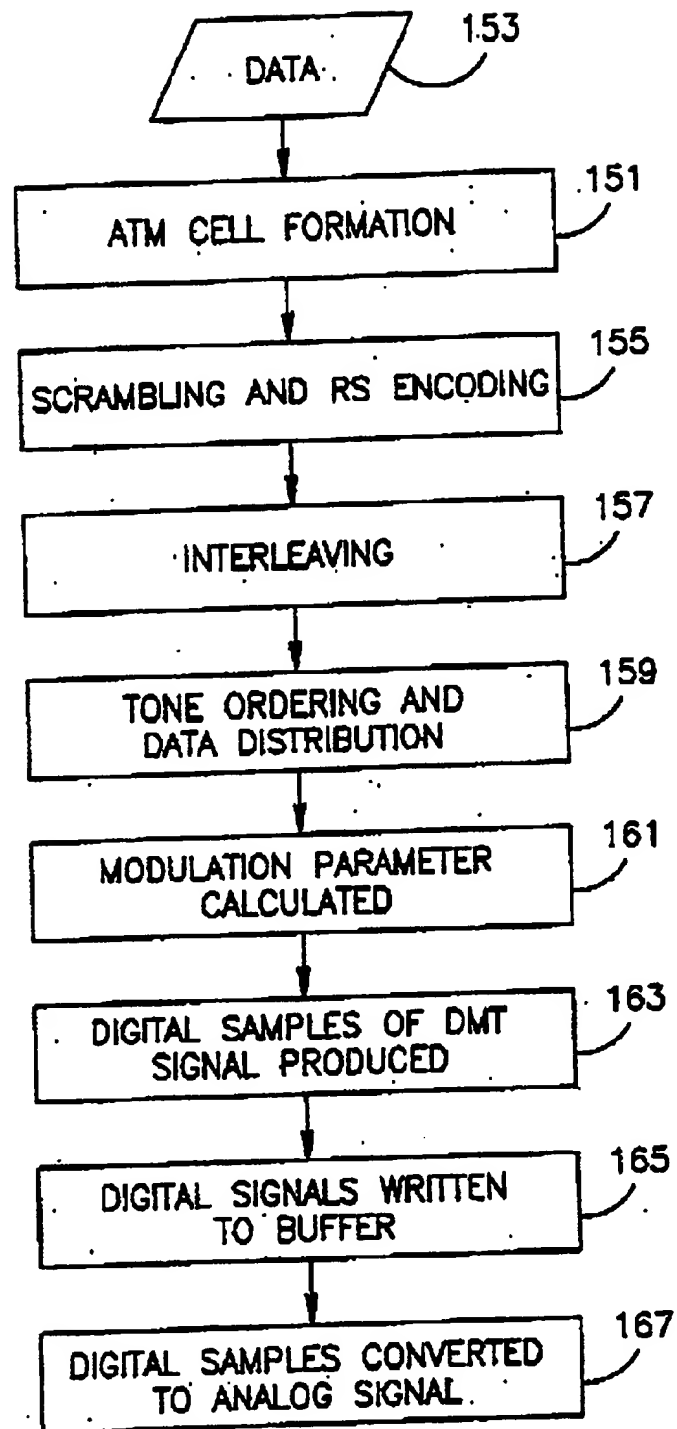 153
DATA
151
ATM CELL FORMATION
155
SCRAMBLING AND RS ENCODING
157
INTERLEAVING
159
TONE ORDERING AND
DATA DISTRIBUTION
161
MODULATION PARAMETER
CALCULATED
163
DIGITAL SAMPLES OF DMT
SIGNAL PRODUCED
165
DIGITAL SIGNALS WRITTEN
TO BUFFER
167
DIGITAL SAMPLES CONVERTED
TO ANALOG SIGNAL